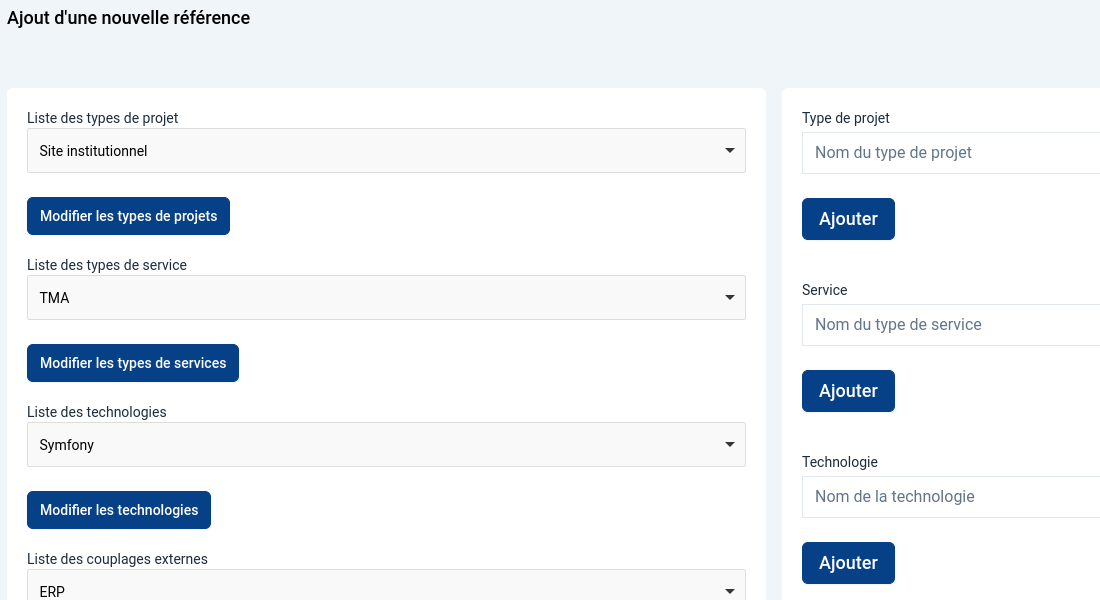 Ajout d'une nouvelle référence
Liste des types de projet
Site institutionnel
Modifier les types de projets
Liste des types de service
TMA
Modifier les types de services
Liste des technologies
Symfony
Modifier les technologies
Liste des couplages externes
ERP
Type de projet
Nom du type de projet
Ajouter
Service
Nom du type de service
Ajouter
Technologie
Nom de la technologie
Ajouter